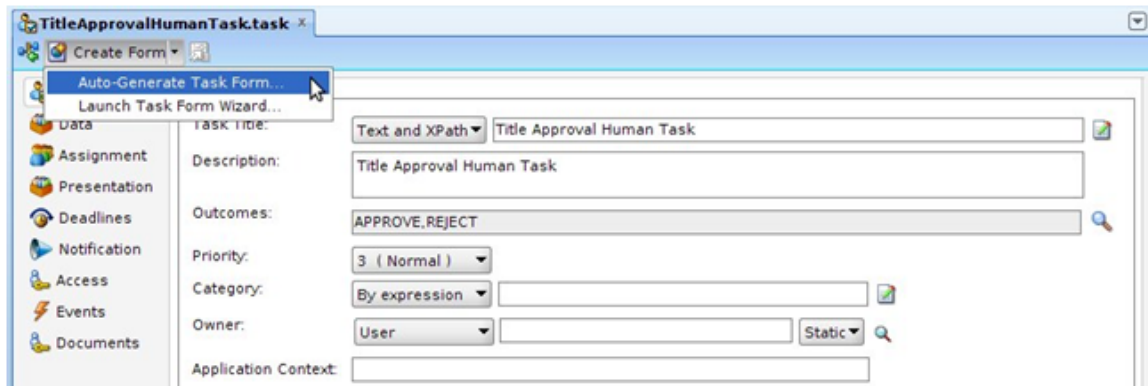 TitleApprovalHumanTask.task
Create Form
Auto-Generate Task Form...
Launch Task Form Wizard...
Data
Assignment
Presentation
Deadlines
Notification
Access
Events
Documents
Task Title: Text and XPath Title Approval Human Task
Description: Title Approval Human Task
Outcomes: APPROVE,REJECT
Priority: 3 ( Normal )
Category: By expression
Owner: User Static
Application Context: